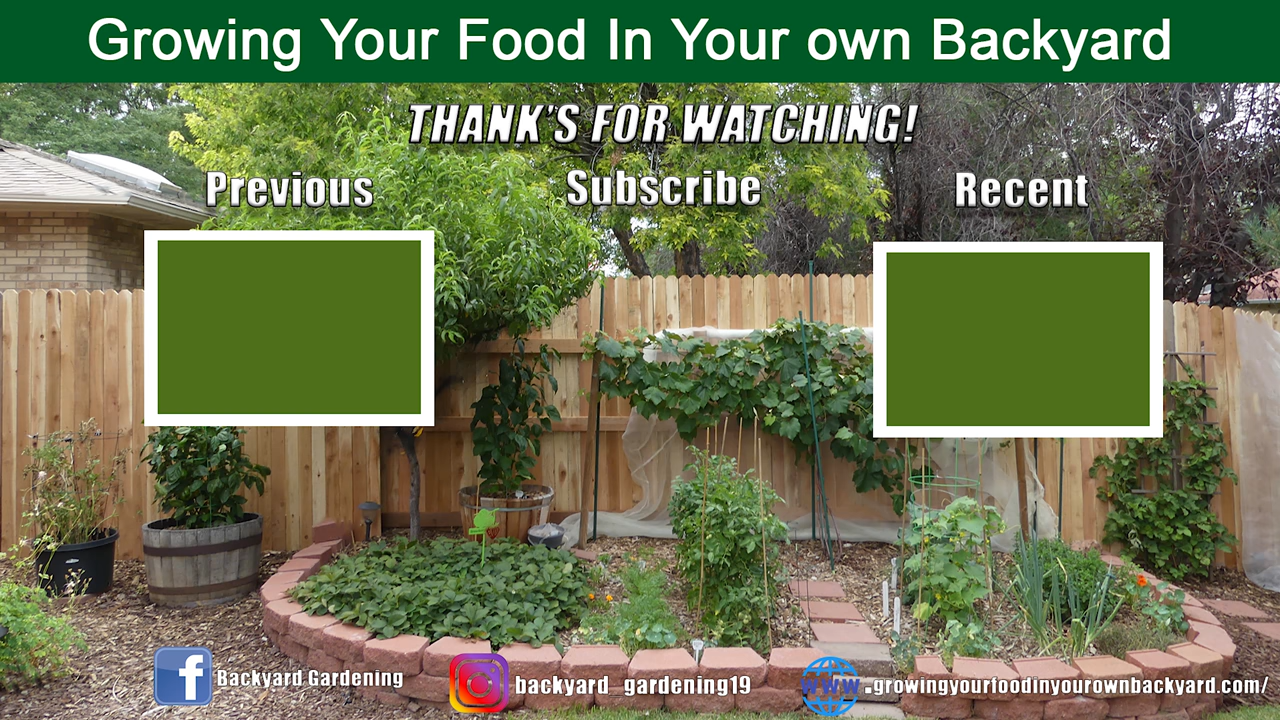 Growing Your Food In Your own Backyard
THANK'S FOR WATCHING!
Previous Subscribe Recent
f Backyard Gardening backyard gardening19 www.growingyourfoodinyourownbackyard.com/